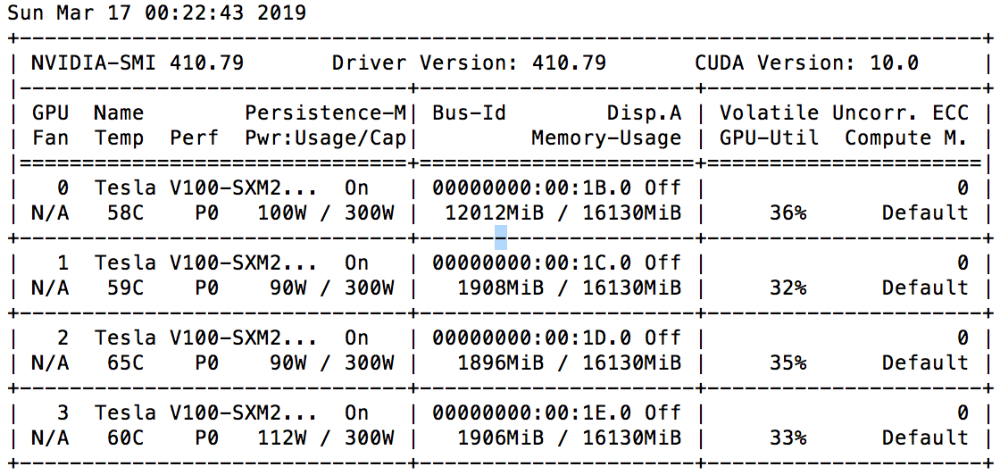 Sun Mar 17 00:22:43 2019
+-----------------------------------------------------------------------------+
| NVIDIA-SMI 410.79       Driver Version: 410.79       CUDA Version: 10.0     |
|-------------------------------+----------------------+----------------------+
| GPU  Name        Persistence-M| Bus-Id        Disp.A | Volatile Uncorr. ECC
| Fan  Temp  Perf  Pwr:Usage/Cap|         Memory-Usage | GPU-Util  Compute M. |
|===============================+======================+======================|
|   0  Tesla V100-SXM2...  On   | 00000000:00:1B.0 Off |                    0 |
| N/A   58C    P0   100W / 300W |  12012MiB / 16130MiB |     36%      Default |
+-------------------------------+----------------------+----------------------+
|   1  Tesla V100-SXM2...  On   | 00000000:00:1C.0 Off |                    0 |
| N/A   59C    P0    90W / 300W |   1908MiB / 16130MiB |     32%      Default |
+-------------------------------+----------------------+----------------------+
|   2  Tesla V100-SXM2...  On   | 00000000:00:1D.0 Off |                    0 |
| N/A   65C    P0    90W / 300W |   1896MiB / 16130MiB |     35%      Default |
+-------------------------------+----------------------+----------------------+
|   3  Tesla V100-SXM2...  On   | 00000000:00:1E.0 Off |                    0 |
| N/A   60C    P0   112W / 300W |   1906MiB / 16130MiB |     33%      Default |
+-------------------------------+----------------------+----------------------+